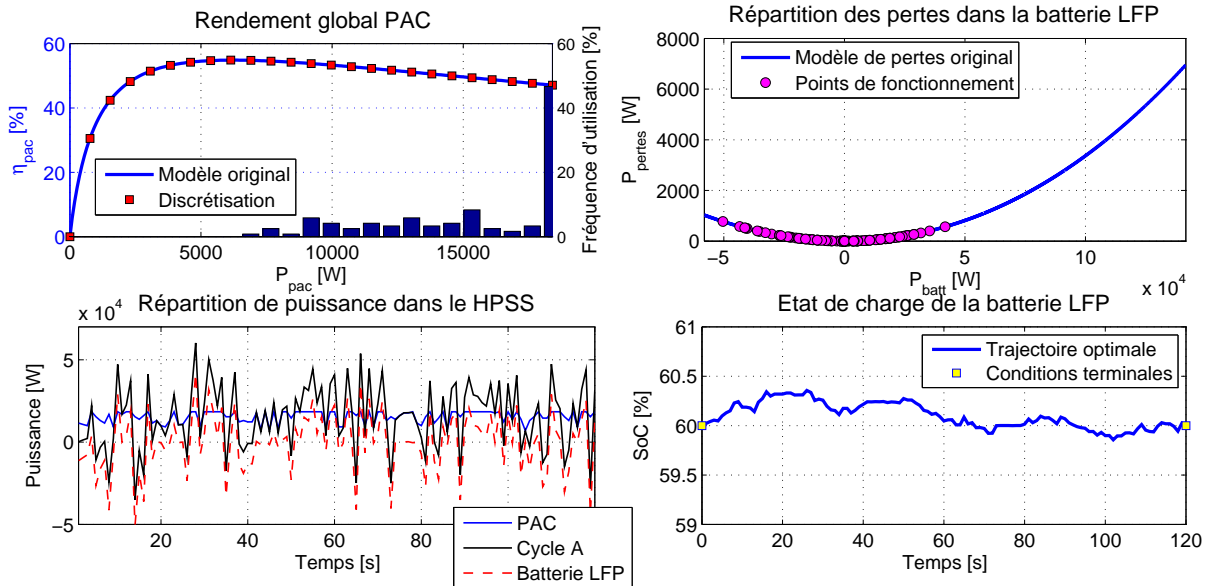 Rendement global PAC
60
40
20
0
η_pac [%]
60
40
20
0
Fréquence d'utilisation [%]
Modèle original
Discrétisation
0
5000
10000
15000
P_pac [W]
Répartition des pertes dans la batterie LFP
8000
6000
4000
2000
0
P_pertes [W]
Modèle de pertes original
Points de fonctionnement
−5
0
5
10
x 10^4
P_batt [W]
Répartition de puissance dans le HPSS
x 10^4
5
0
−5
Puissance [W]
20
40
60
80
Temps [s]
PAC
Cycle A
Batterie LFP
Etat de charge de la batterie LFP
61
60.5
60
59.5
59
SoC [%]
Trajectoire optimale
Conditions terminales
0
20
40
60
80
100
120
Temps [s]